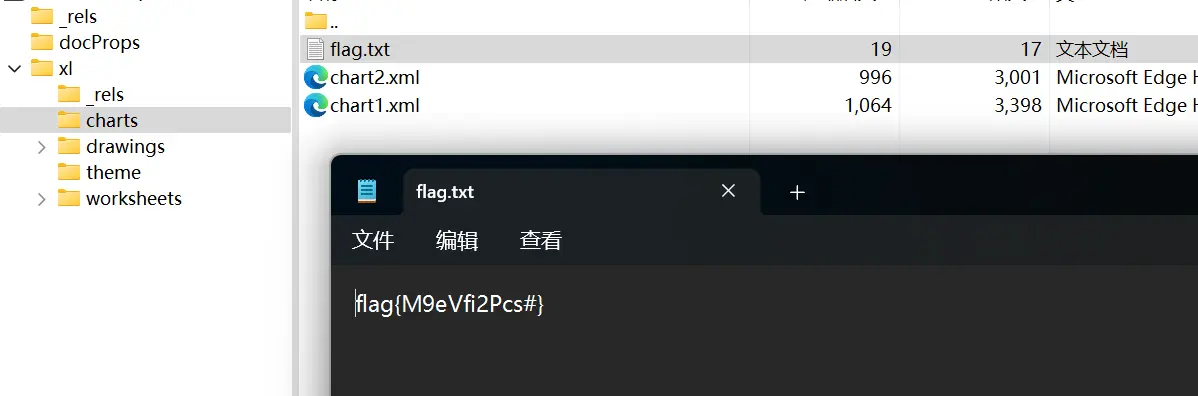 _rels
docProps
xl
_rels
charts
drawings
theme
worksheets
..
flag.txt 19 17 文本文档
chart2.xml 996 3,001 Microsoft Edge
chart1.xml 1,064 3,398 Microsoft Edge
flag.txt
文件 编辑 查看
flag{M9eVfi2Pcs#}